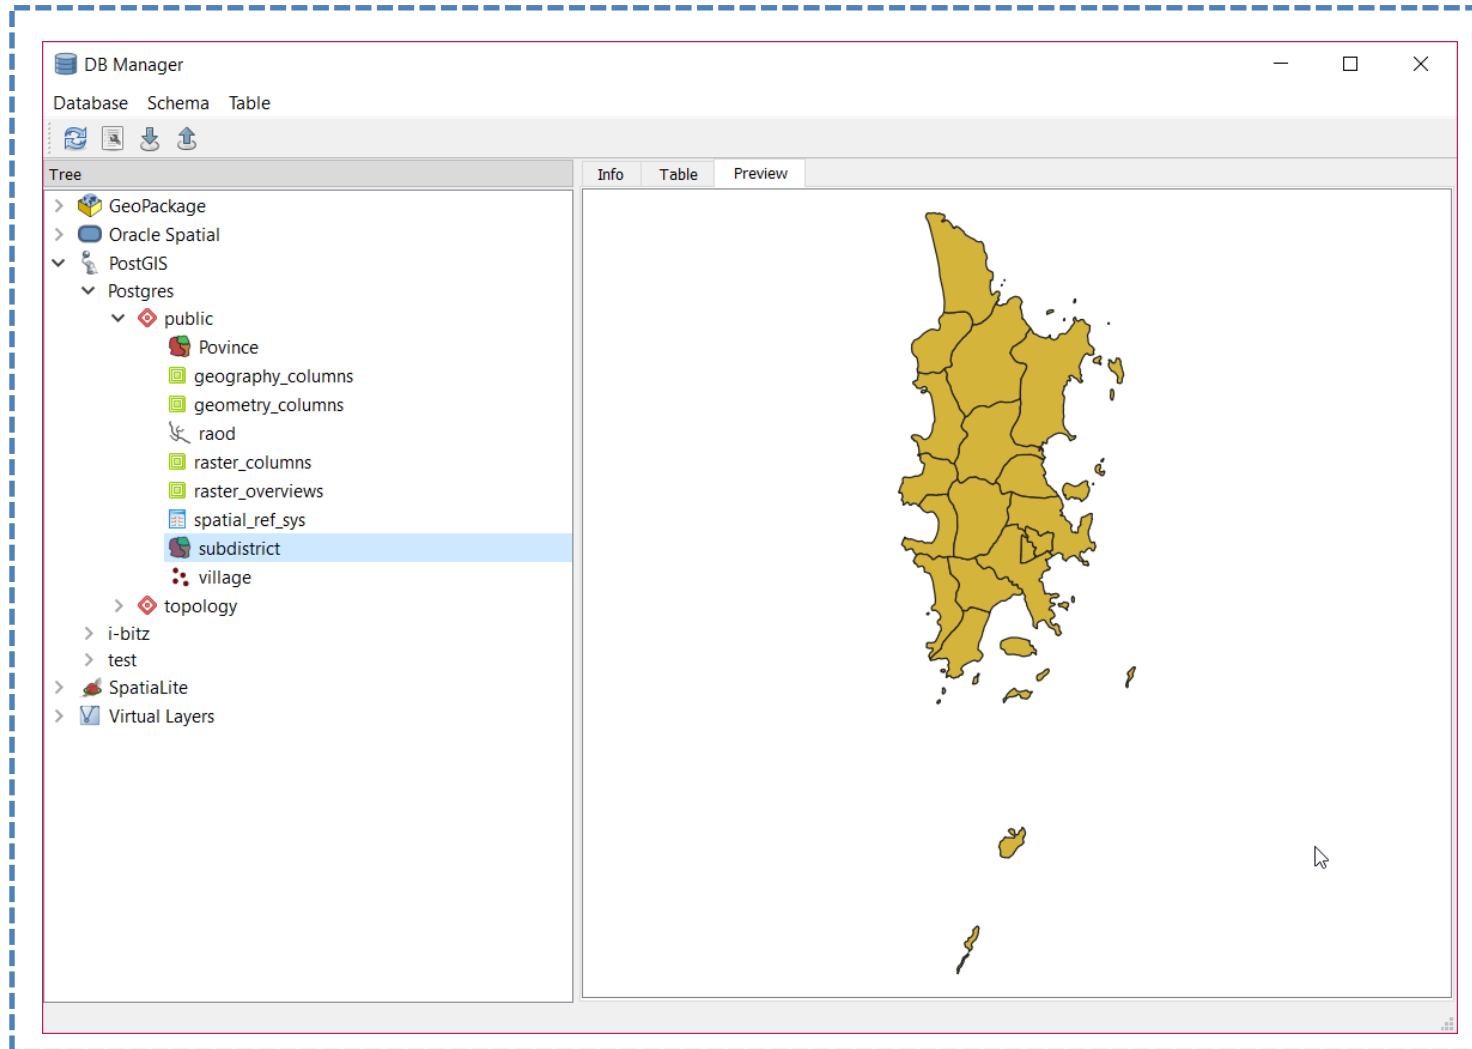 DB Manager
Database Schema Table
Tree
Info Table Preview
GeoPackage
Oracle Spatial
PostGIS
Postgres
public
Povince
geography_columns
geometry_columns
raod
raster_columns
raster_overviews
spatial_ref_sys
subdistrict
village
topology
i-bitz
test
SpatiaLite
Virtual Layers